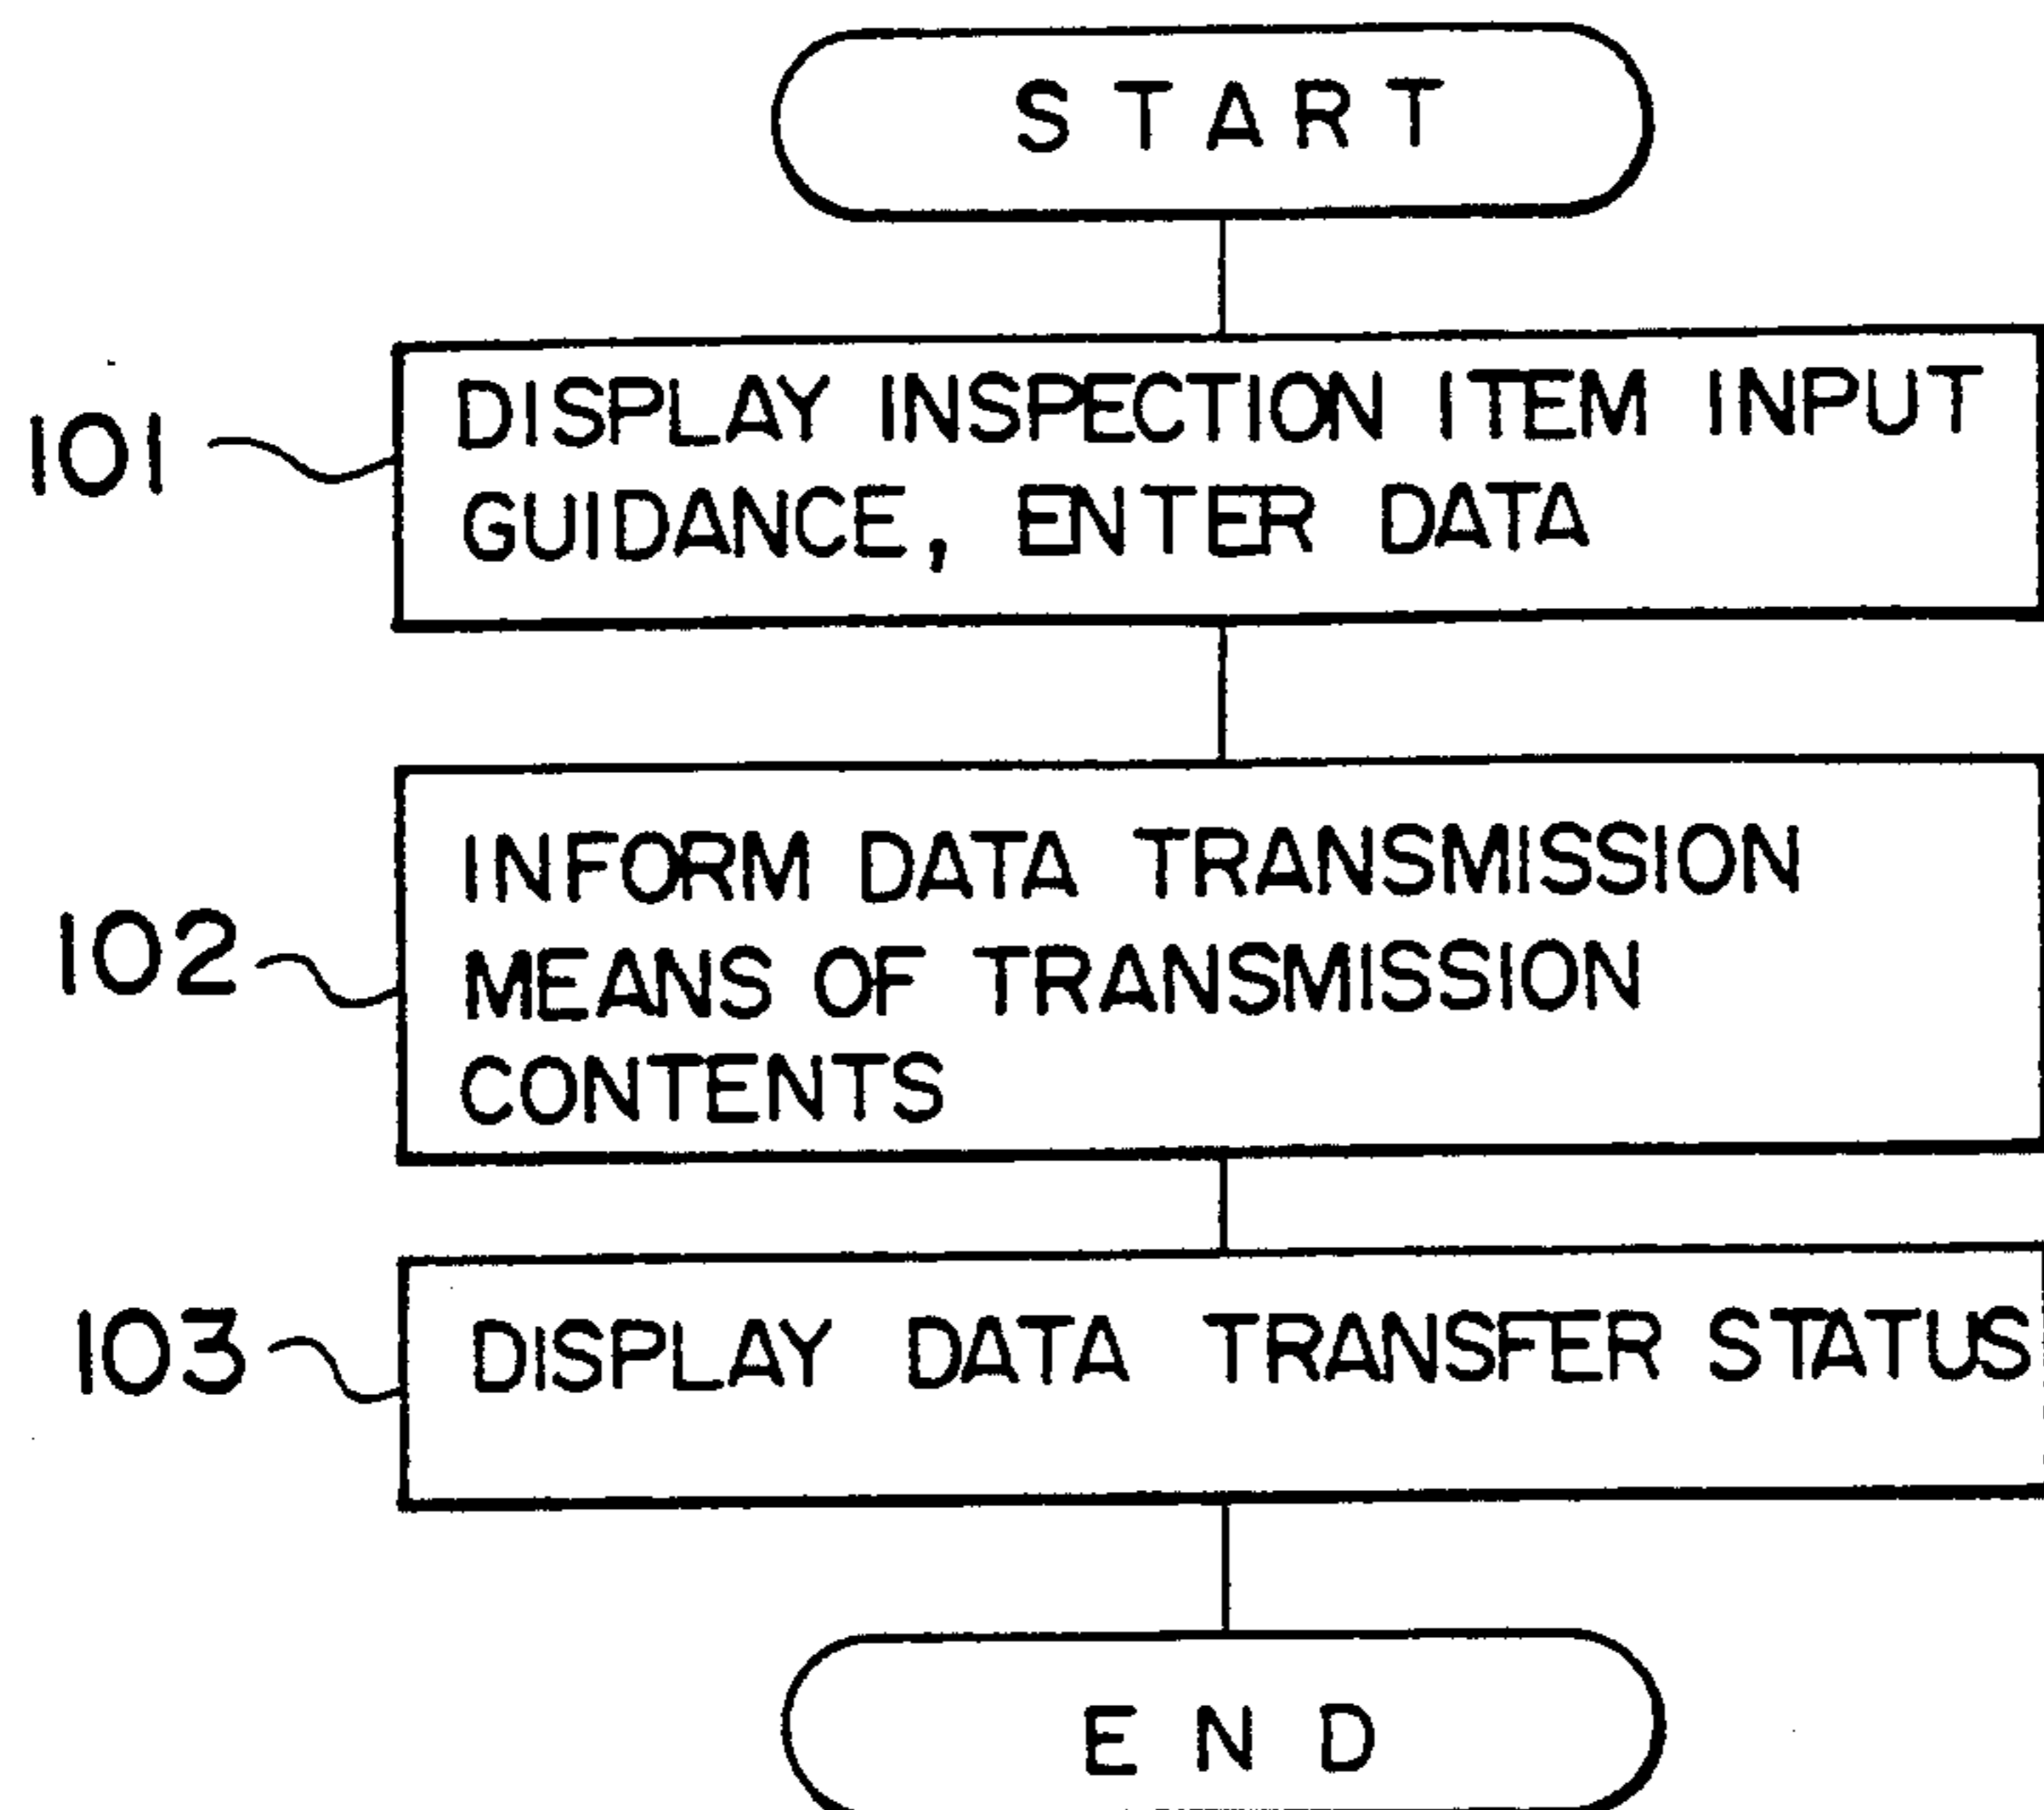 START
101
DISPLAY INSPECTION ITEM INPUT
GUIDANCE, ENTER DATA
102
INFORM DATA TRANSMISSION
MEANS OF TRANSMISSION
CONTENTS
103
DISPLAY DATA TRANSFER STATUS
END